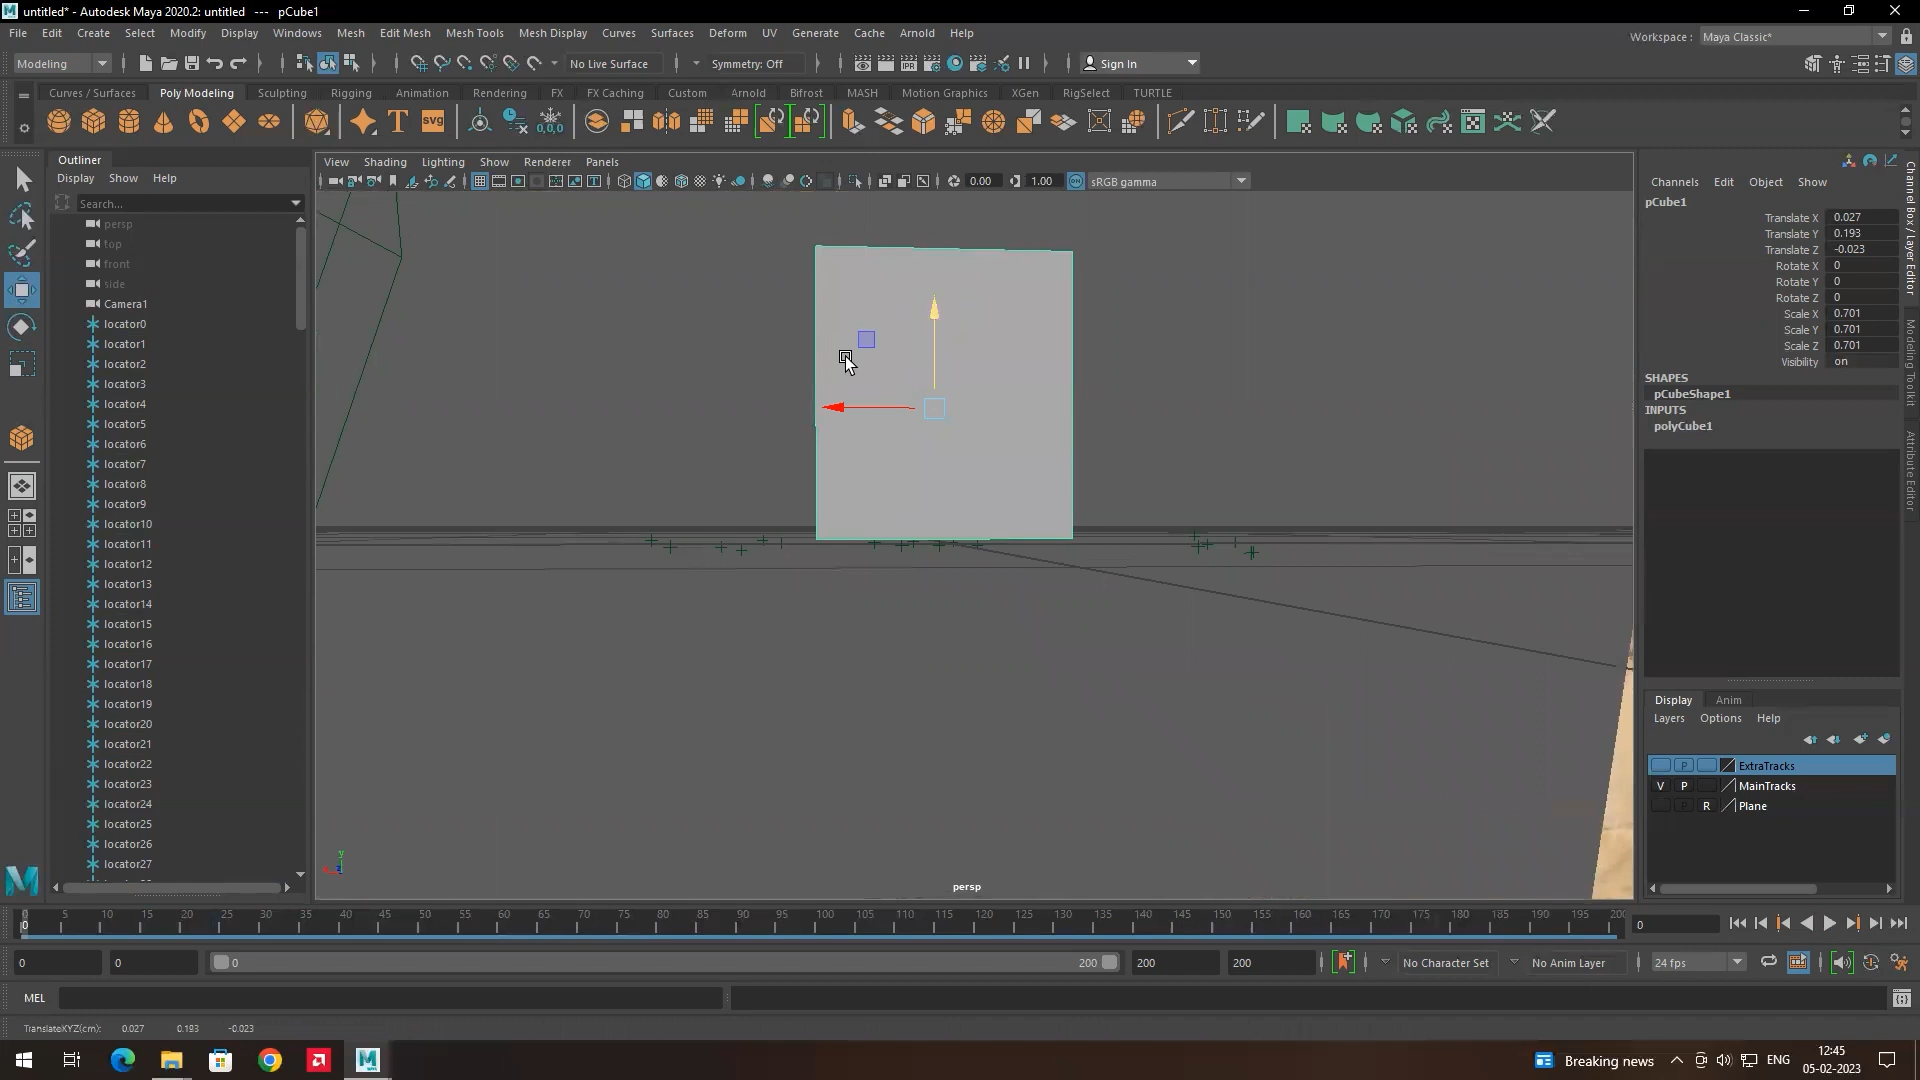 untitled* - Autodesk Maya 2020.2: untitled --- pCube1
File Edit Create Select Modify Display Windows Mesh Edit Mesh Mesh Tools Mesh Display Curves Surfaces Deform UV Generate Cache Arnold Help
Workspace : Maya Classic*
Modeling No Live Surface Symmetry: Off Sign In
Curves / Surfaces Poly Modeling Sculpting Rigging Animation Rendering FX FX Caching Custom Arnold Bifrost MASH Motion Graphics XGen RigSelect TURTLE
Outliner
Display Show Help
Search...
persp
top
front
side
Camera1
locator0
locator1
locator2
locator3
locator4
locator5
locator6
locator7
locator8
locator9
locator10
locator11
locator12
locator13
locator14
locator15
locator16
locator17
locator18
locator19
locator20
locator21
locator22
locator23
locator24
locator25
locator26
locator27
View Shading Lighting Show Renderer Panels
0.00 1.00 sRGB gamma
persp
Channels Edit Object Show
pCube1
Translate X 0.027
Translate Y 0.193
Translate Z -0.023
Rotate X 0
Rotate Y 0
Rotate Z 0
Scale X 0.701
Scale Y 0.701
Scale Z 0.701
Visibility on
SHAPES
pCubeShape1
INPUTS
polyCube1
Channel Box / Layer Editor
Modeling Toolkit
Attribute Editor
Display Anim
Layers Options Help
P ExtraTracks
V P MainTracks
P R Plane
0 5 10 15 20 25 30 35 40 45 50 55 60 65 70 75 80 85 90 95 100 105 110 115 120 125 130 135 140 145 150 155 160 165 170 175 180 185 190 195 200
0 0
0 0 0 200 200 200 No Character Set No Anim Layer 24 fps
MEL
TranslateXYZ(cm): 0.027 0.193 -0.023
Breaking news ENG 12:45
05-02-2023